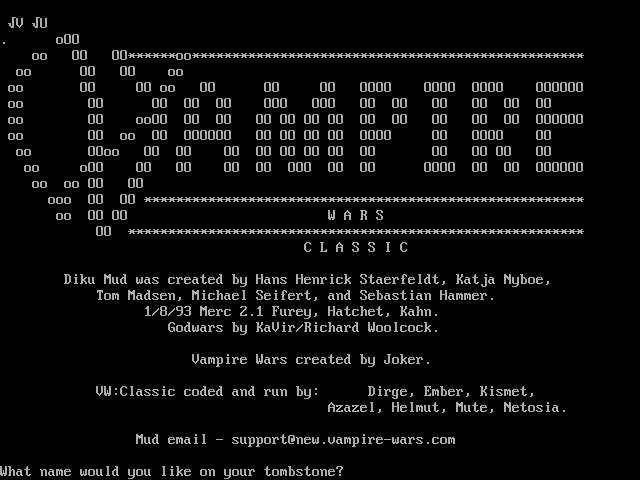 VAMPIRE
WARS
CLASSIC
Diku Mud was created by Hans Henrick Staerfeldt, Katja Nyboe,
Tom Madsen, Michael Seifert, and Sebastian Hammer.
1/8/93 Merc 2.1 Furey, Hatchet, Kahn.
Godwars by KaVir/Richard Woolcock.
Vampire Wars created by Joker.
VW:Classic coded and run by: Dirge, Ember, Kismet,
Azazel, Helmut, Mute, Netosia.
Mud email - support@new.vampire-wars.com
What name would you like on your tombstone?